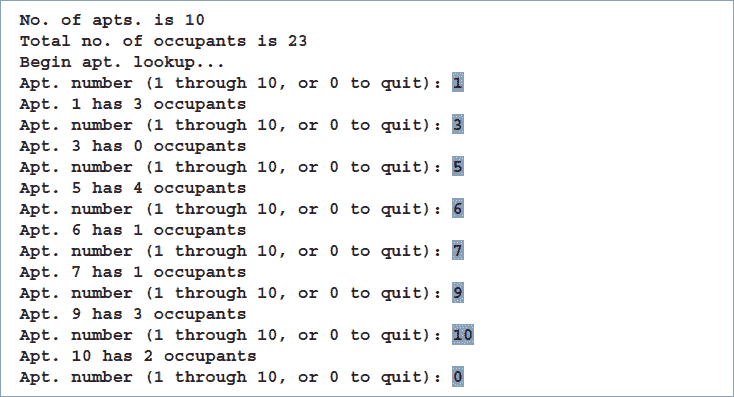 No. of apts. is 10
Total no. of occupants is 23
Begin apt. lookup...
Apt. number (1 through 10, or 0 to quit): 1
Apt. 1 has 3 occupants
Apt. number (1 through 10, or 0 to quit): 3
Apt. 3 has 0 occupants
Apt. number (1 through 10, or 0 to quit): 5
Apt. 5 has 4 occupants
Apt. number (1 through 10, or 0 to quit): 6
Apt. 6 has 1 occupants
Apt. number (1 through 10, or 0 to quit): 7
Apt. 7 has 1 occupants
Apt. number (1 through 10, or 0 to quit): 9
Apt. 9 has 3 occupants
Apt. number (1 through 10, or 0 to quit): 10
Apt. 10 has 2 occupants
Apt. number (1 through 10, or 0 to quit): 0